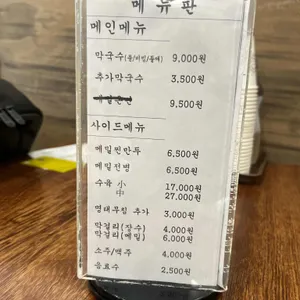 메뉴판
메인메뉴
막국수(물/비빔/들깨) 9,000원
추가막국수 3,500원
9,500원
사이드메뉴
메밀찐만두 6,500원
메밀전병 6,500원
수육 小 17,000원
中 27,000원
명태무침 추가 3,000원
막걸리(잣수) 4,000원
막걸리(메밀) 6,000원
소주/맥주 4,000원
음료수 2,500원